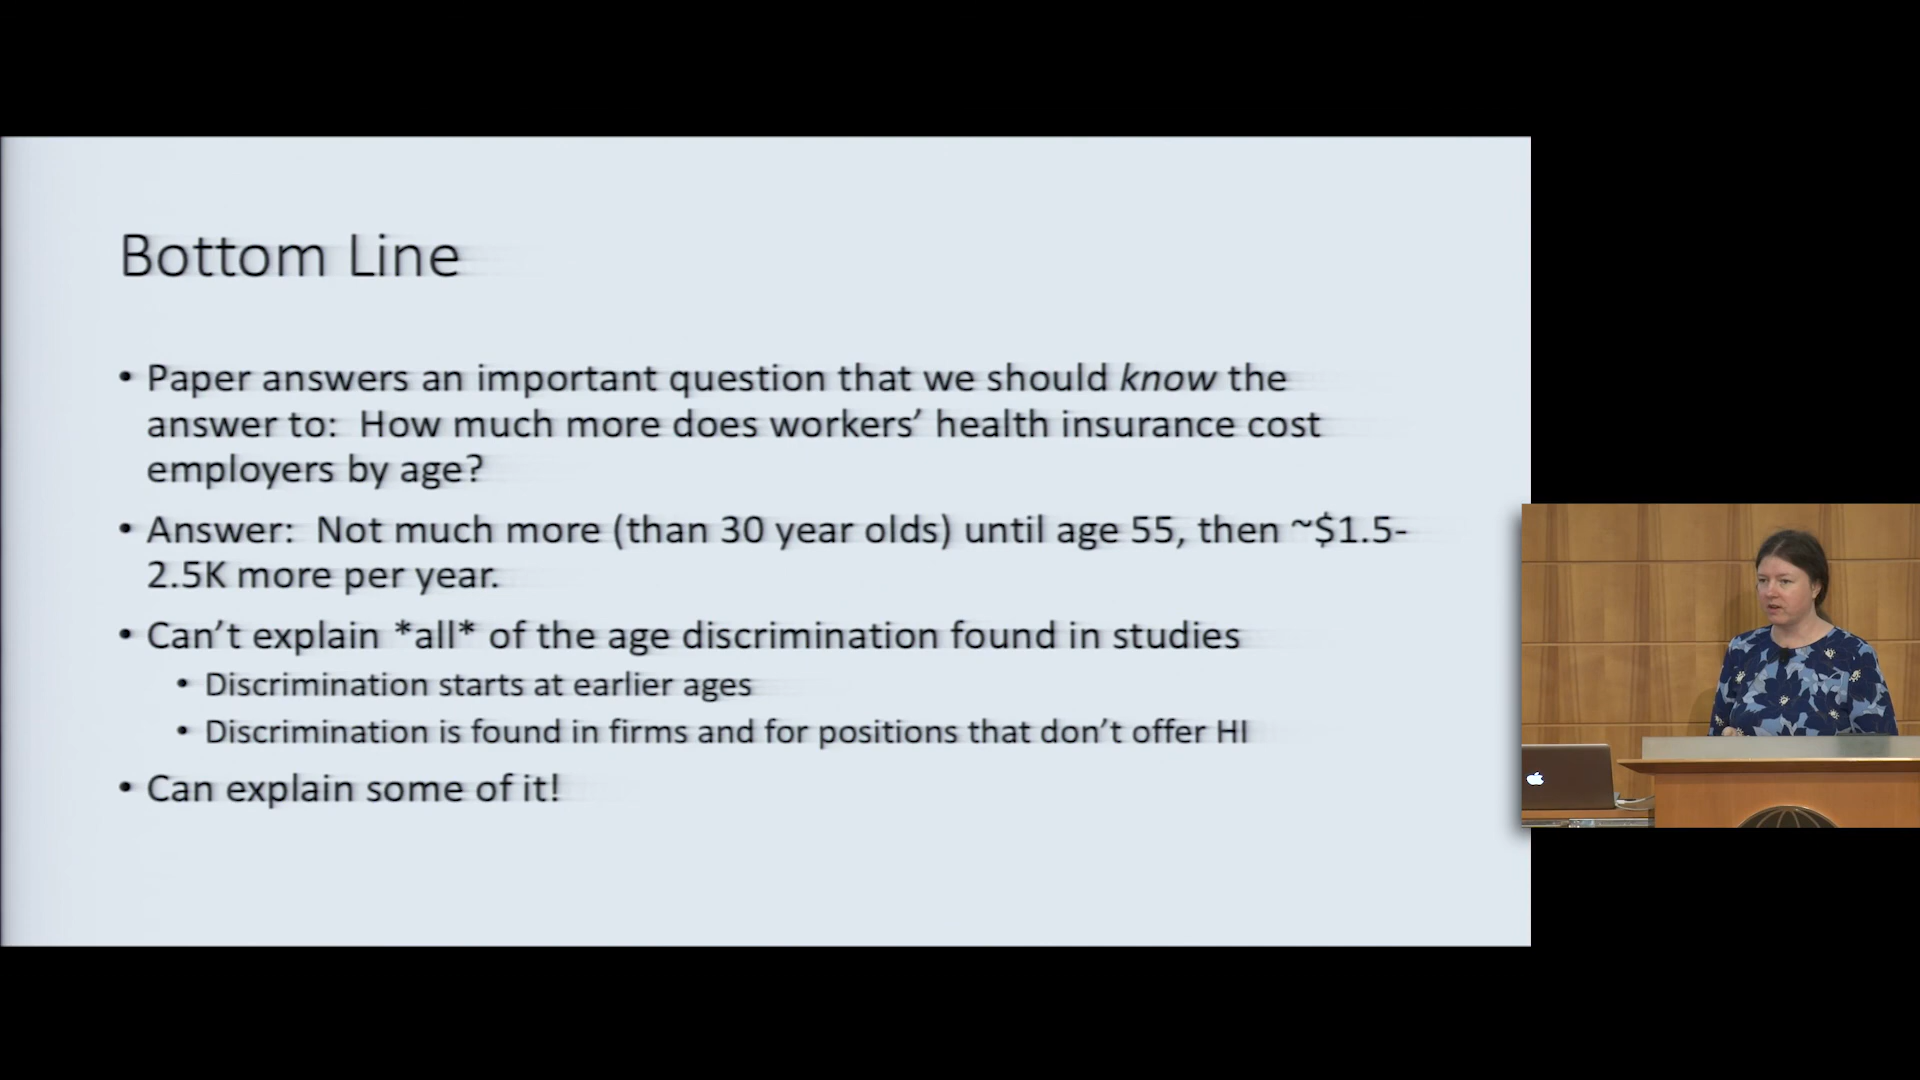 Bottom Line
• Paper answers an important question that we should know the
answer to: How much more does workers’ health insurance cost
employers by age?
• Answer: Not much more (than 30 year olds) until age 55, then ~$1.5-
2.5K more per year.
• Can’t explain *all* of the age discrimination found in studies
• Discrimination starts at earlier ages
• Discrimination is found in firms and for positions that don’t offer HI
• Can explain some of it!